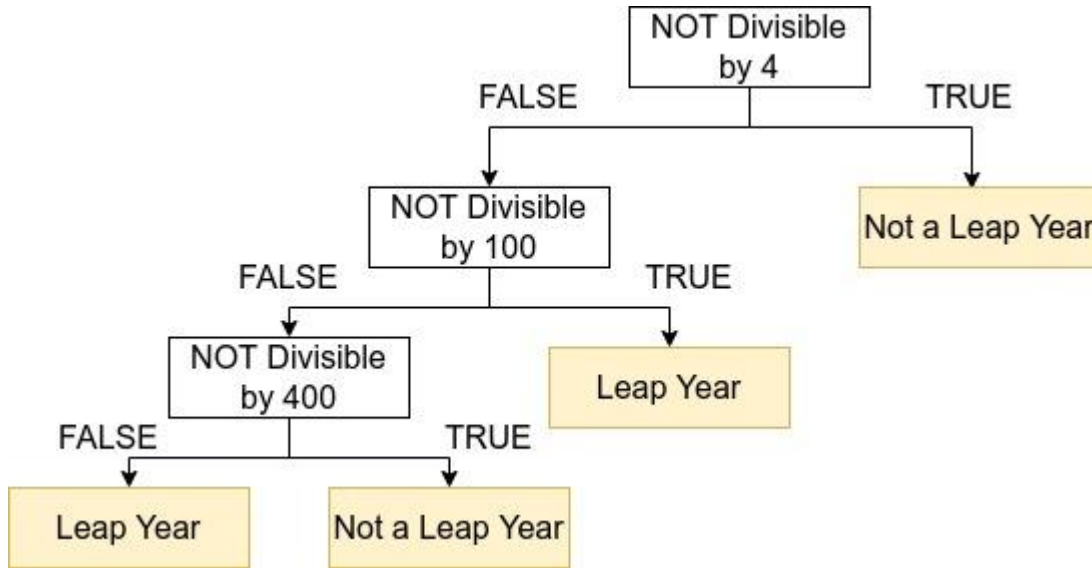 NOT Divisible
by 4
FALSE
TRUE
NOT Divisible
by 100
Not a Leap Year
FALSE
TRUE
NOT Divisible
by 400
Leap Year
FALSE
TRUE
Leap Year
Not a Leap Year